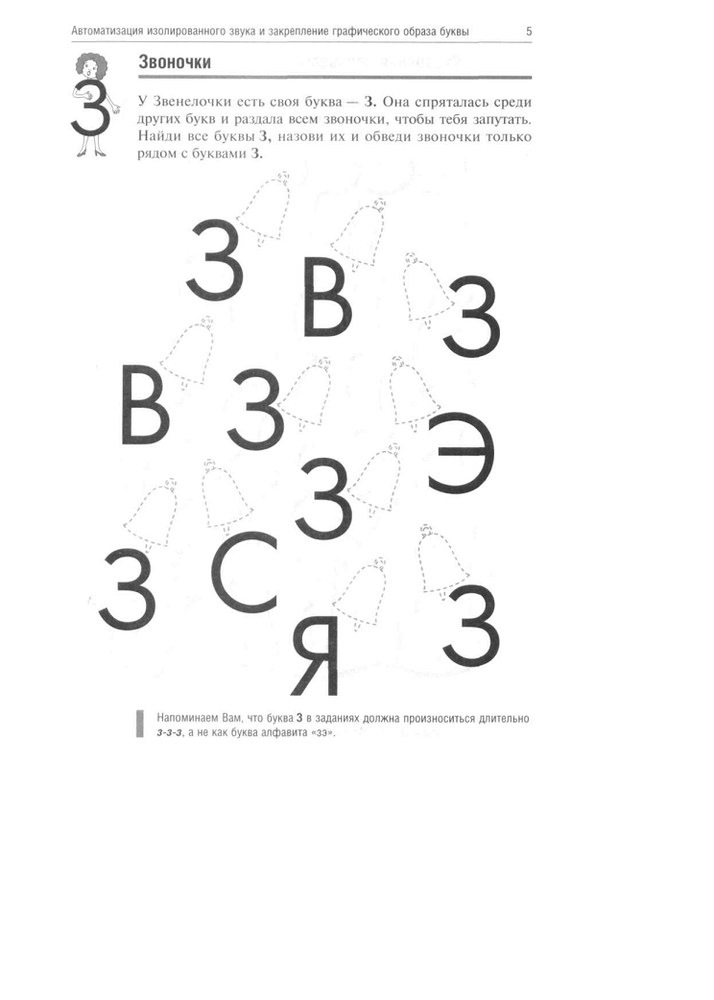 Автоматизация изолированного звука и закрепление графического образа буквы 5
Звоночки
З
У Звенелочки есть своя буква — З. Она спряталась среди
других букв и раздала всем звоночки, чтобы тебя запутать.
Найди все буквы З, назови их и обведи звоночки только
рядом с буквами З.
З
В
З
В
З
Э
З
З
С
Я
З
Напоминаем Вам, что буква З в заданиях должна произноситься длительно
з-з-з, а не как буква алфавита «зэ».